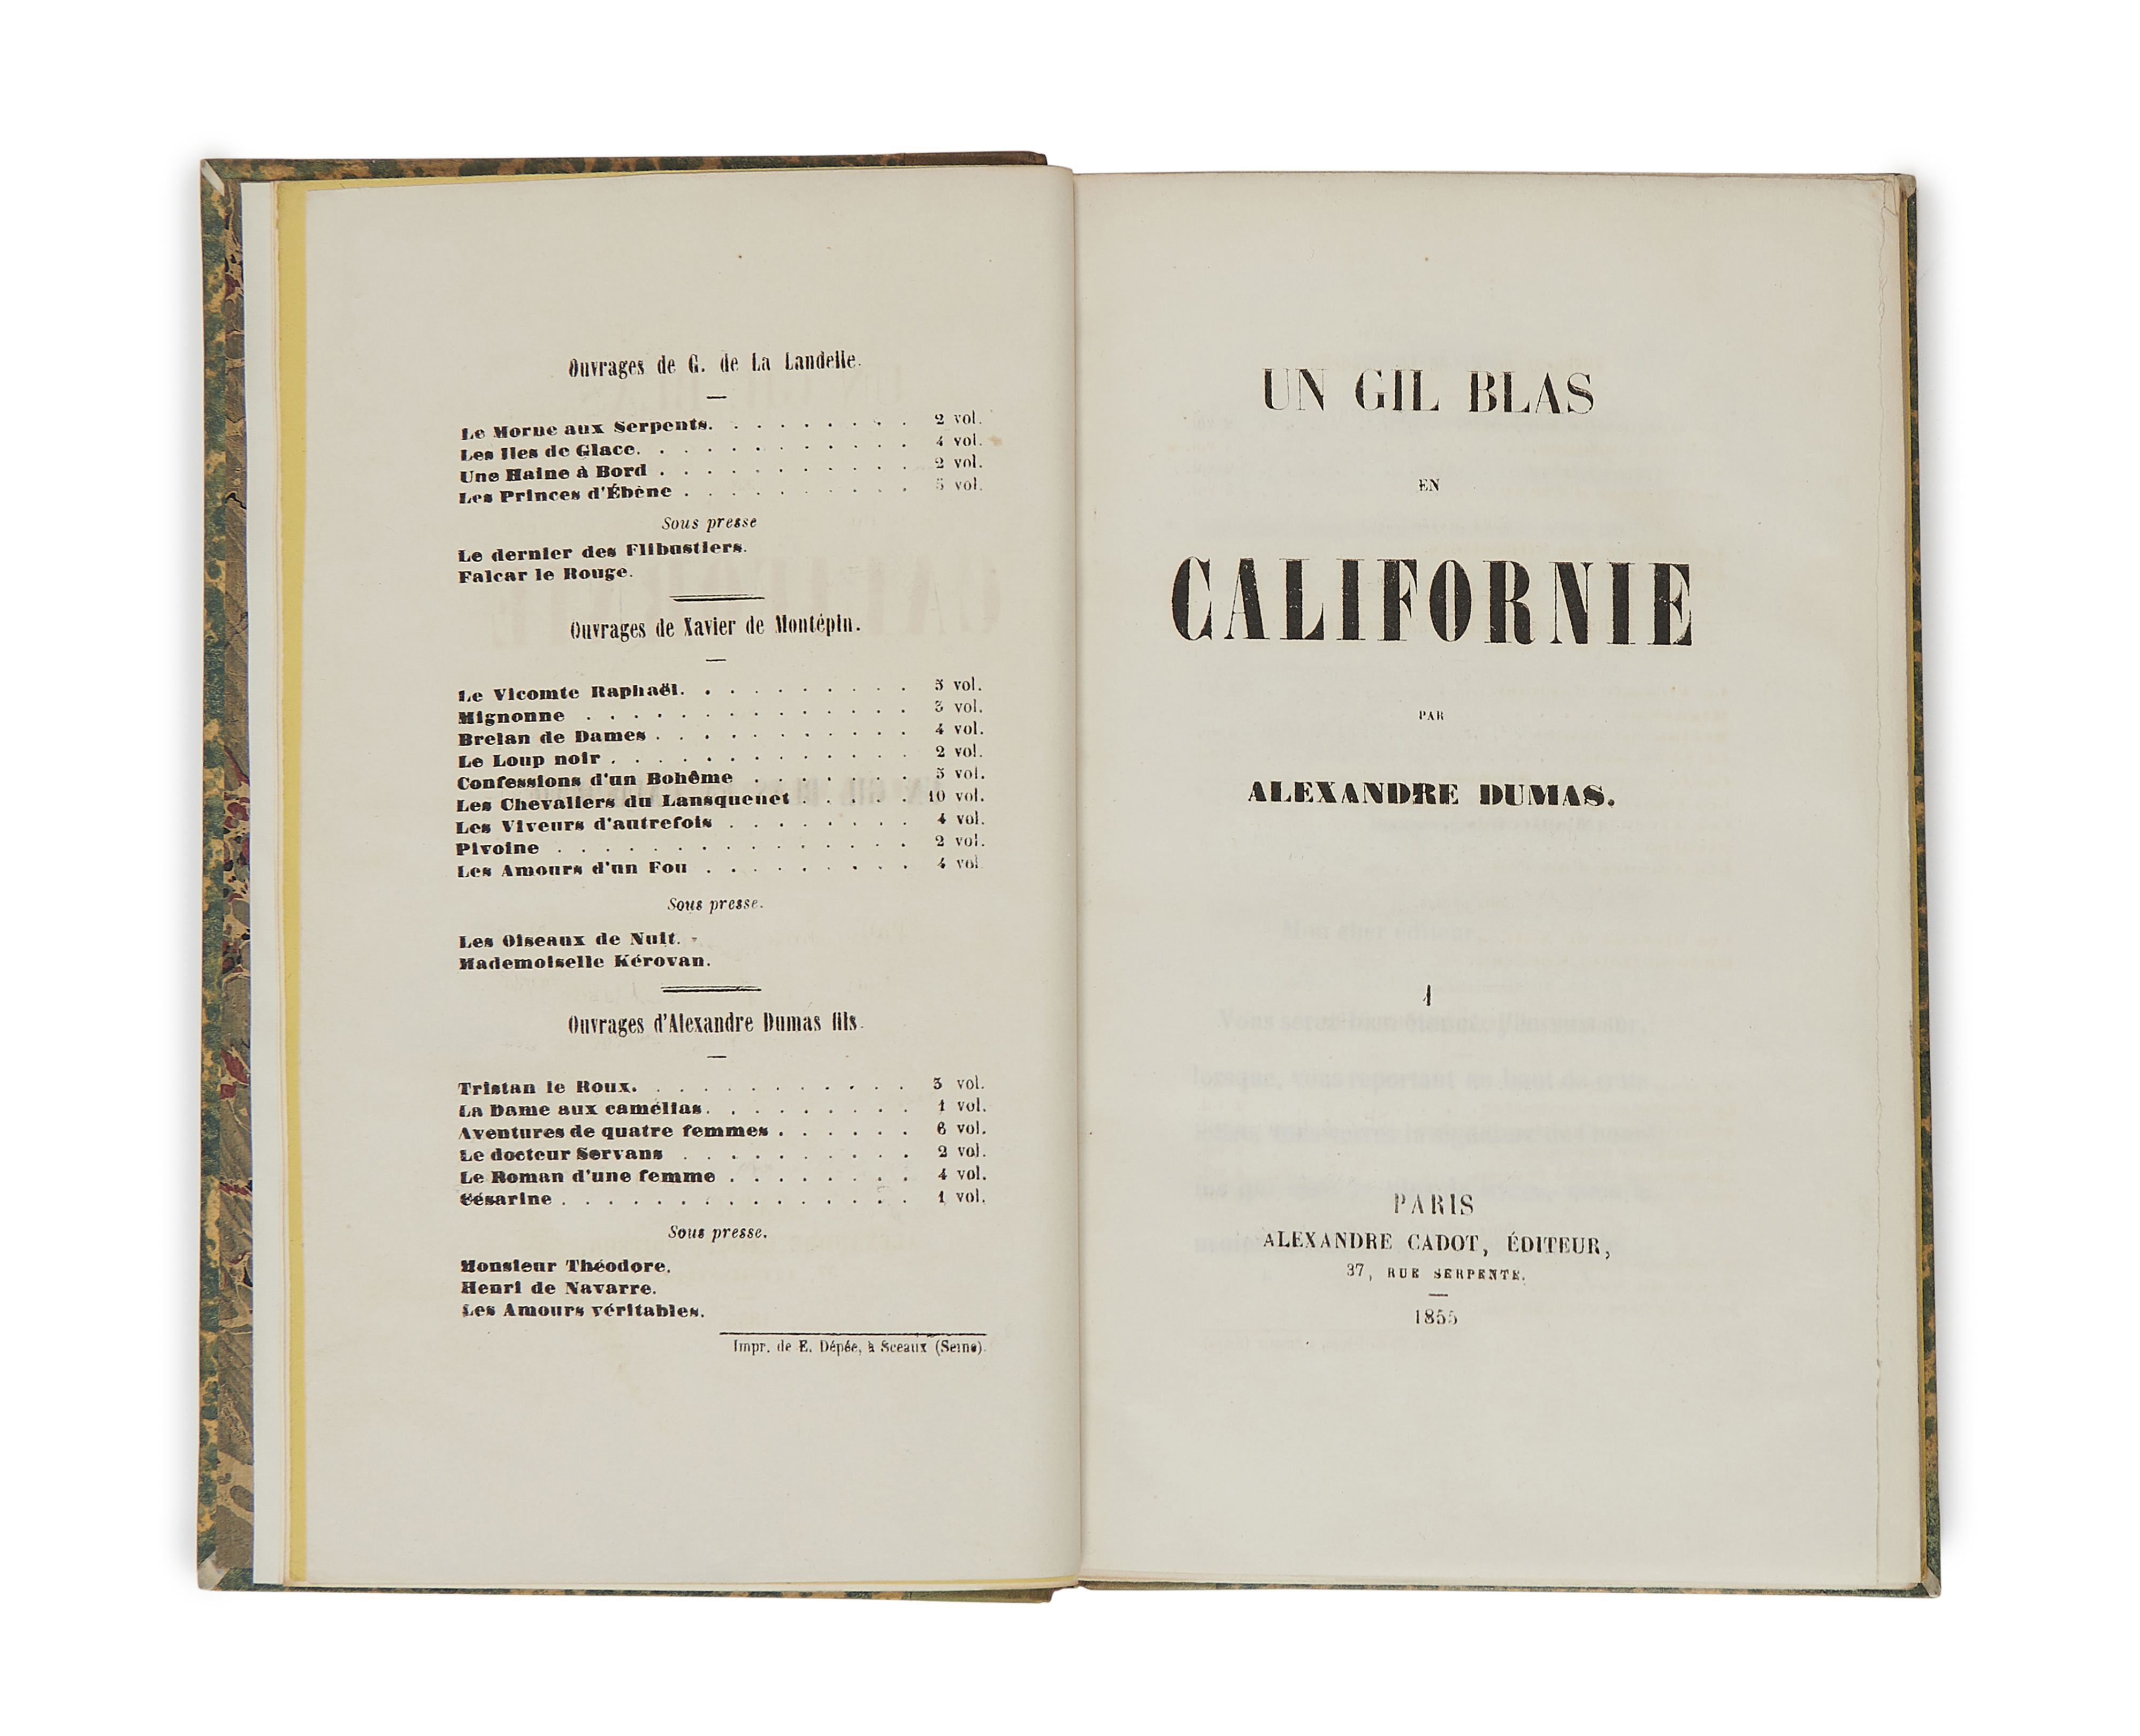 Ouvrages de G. de La Landelle.
Le Morne aux Serpents. . . . . . . . . 2 vol.
Les Iles de Glace. . . . . . . . . . . . 4 vol.
Une Haine à Bord . . . . . . . . . . . 2 vol.
Les Princes d'Ébène . . . . . . . . . . 5 vol.
Sous presse
Le dernier des Flibustiers.
Falcar le Rouge.
Ouvrages de Xavier de Montépin.
Le Vicomte Raphaël. . . . . . . . . . 5 vol.
Mignonne . . . . . . . . . . . . . . 3 vol.
Brelan de Dames . . . . . . . . . . . 4 vol.
Le Loup noir . . . . . . . . . . . . . 2 vol.
Confessions d'un Bohême . . . . . . . 5 vol.
Les Chevaliers du Lansquenet . . . . . 10 vol.
Les Viveurs d'autrefois . . . . . . . . 4 vol.
Pivoine . . . . . . . . . . . . . . . 2 vol.
Les Amours d'un Fou . . . . . . . . . 4 vol
Sous presse.
Les Oiseaux de Nuit.
Mademoiselle Kérovan.
Ouvrages d'Alexandre Dumas fils.
Tristan le Roux. . . . . . . . . . . . 3 vol.
La Dame aux camélias. . . . . . . . . 1 vol.
Aventures de quatre femmes . . . . . . 6 vol.
Le docteur Servans . . . . . . . . . . 2 vol.
Le Roman d'une femme . . . . . . . . 4 vol.
Césarine . . . . . . . . . . . . . . . 1 vol.
Sous presse.
Monsieur Théodore.
Henri de Navarre.
Les Amours véritables.
Impr. de E. Dépée, à Sceaux (Seine).
UN GIL BLAS
EN
CALIFORNIE
PAR
ALEXANDRE DUMAS.
1
PARIS
ALEXANDRE CADOT, ÉDITEUR,
37, RUE SERPENTE.
1855